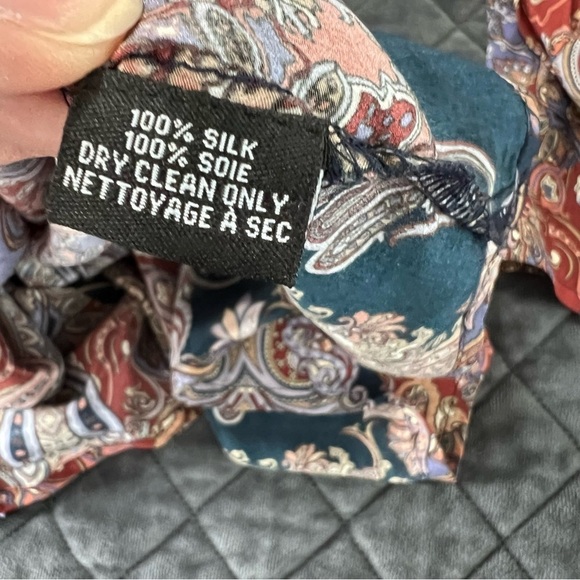 100% SILK
100% SOIE
DRY CLEAN ONLY
NETTOYAGE À SEC